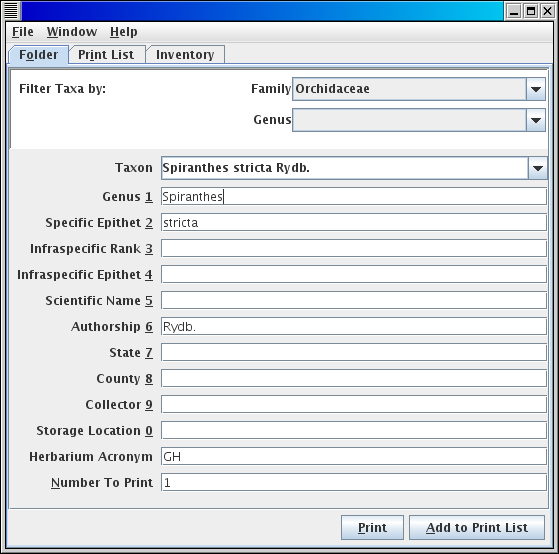 File Window Help
Folder Print List Inventory
Filter Taxa by: Family Orchidaceae
Genus
Taxon Spiranthes stricta Rydb.
Genus 1 Spiranthes
Specific Epithet 2 stricta
Infraspecific Rank 3
Infraspecific Epithet 4
Scientific Name 5
Authorship 6 Rydb.
State 7
County 8
Collector 9
Storage Location 0
Herbarium Acronym GH
Number To Print 1
Print Add to Print List